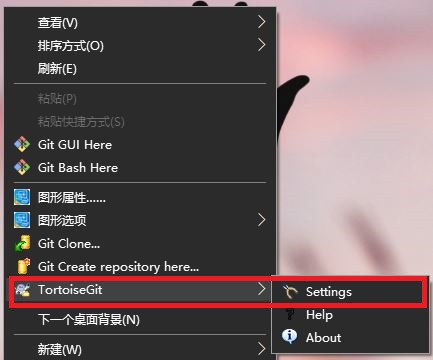 查看(V)
排序方式(O)
刷新(E)
粘贴(P)
粘贴快捷方式(S)
Git GUI Here
Git Bash Here
图形属性......
图形选项
Git Clone...
Git Create repository here...
TortoiseGit
Settings
Help
About
下一个桌面背景(N)
新建(W)